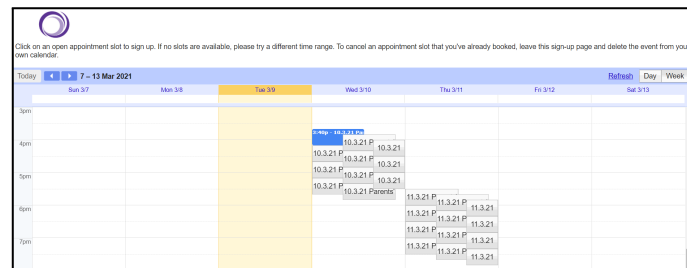 Click on an open appointment slot to sign up. If no slots are available, please try a different time range. To cancel an appointment slot that you've already booked, leave this sign-up page and delete the event from you
own calendar.
Today 7 – 13 Mar 2021 Refresh Day Week
Sun 3/7 Mon 3/8 Tue 3/9 Wed 3/10 Thu 3/11 Fri 3/12 Sat 3/13
3pm
3:40p - 10.3.21 Pa
4pm
10.3.21 P
10.3.21
10.3.21 P
10.3.21 P
10.3.21
10.3.21 P
5pm
10.3.21 P
10.3.21
10.3.21 P
10.3.21 Parents'
11.3.21 P
11.3.21 P
6pm
11.3.21
11.3.21 P
11.3.21 P
11.3.21
11.3.21 P
7pm
11.3.21 P
11.3.21
11.3.21 P
11.3.21 P
11.3.21